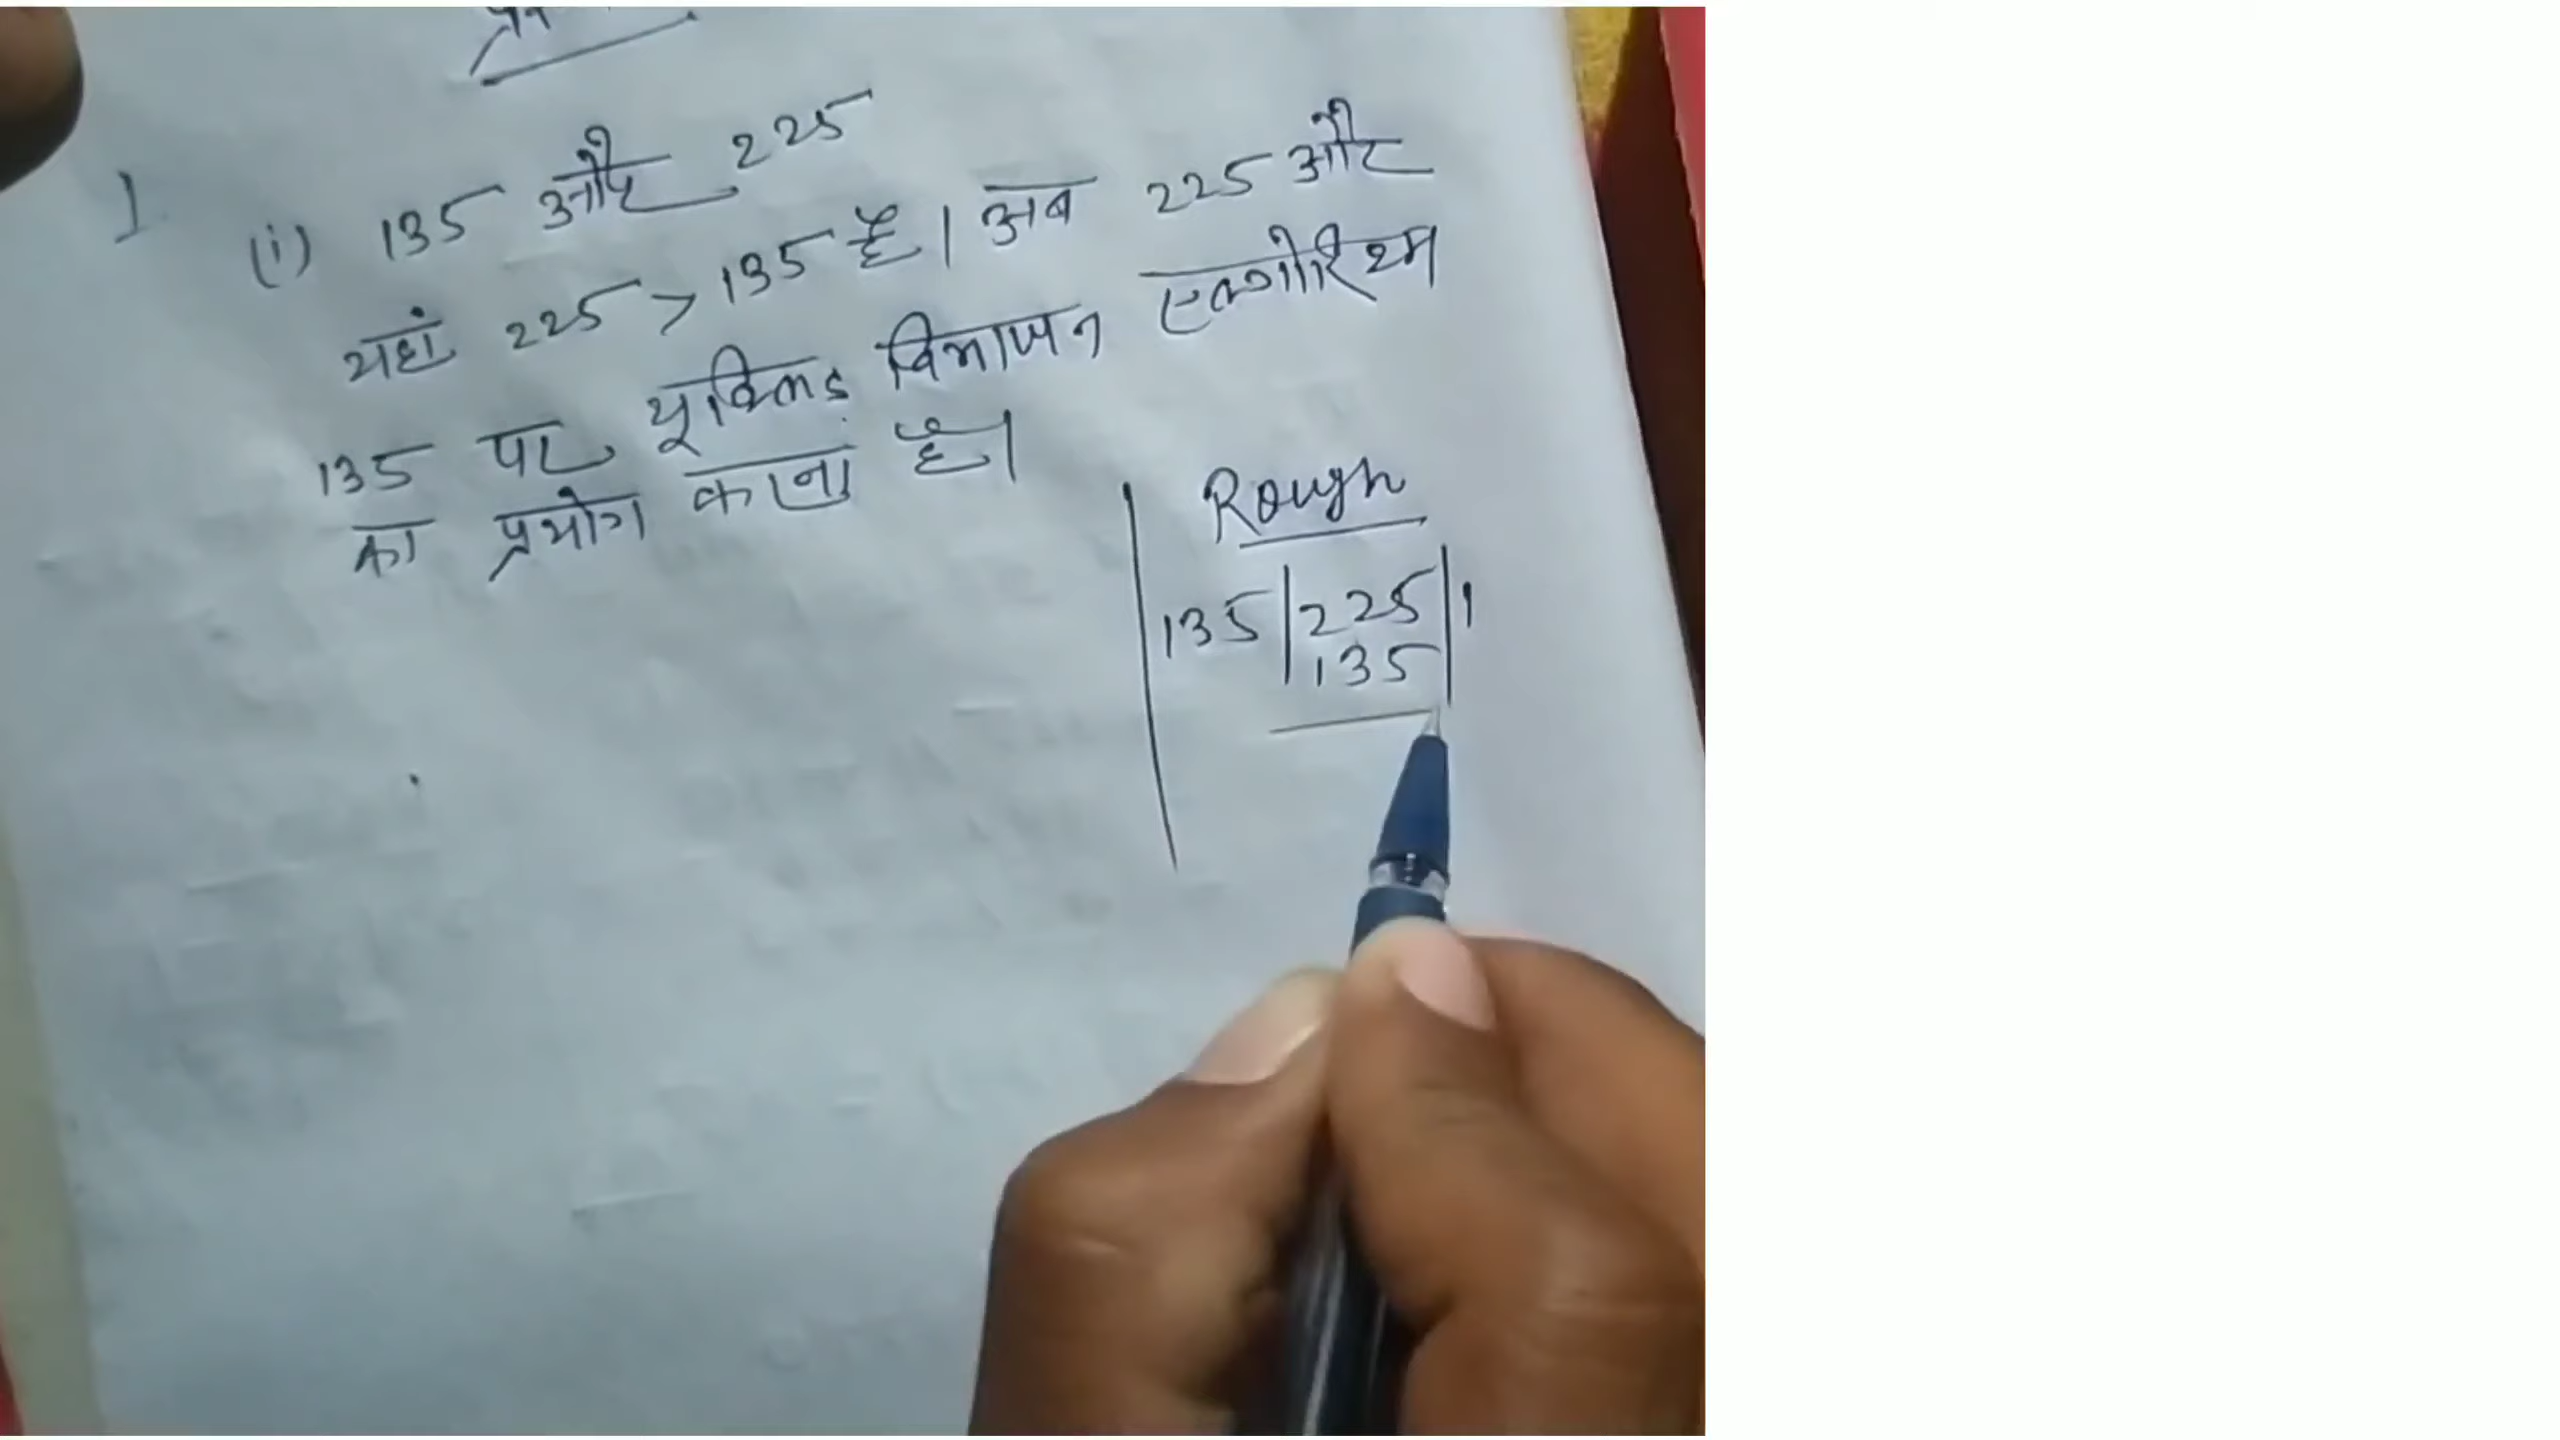 1.
(i) 135 और 225
यहां 225 > 135 है। अब 225 और
135 पर यूक्लिड विभाजन एल्गोरिथ्म
का प्रयोग करना है।
Rough
135|225|1
135